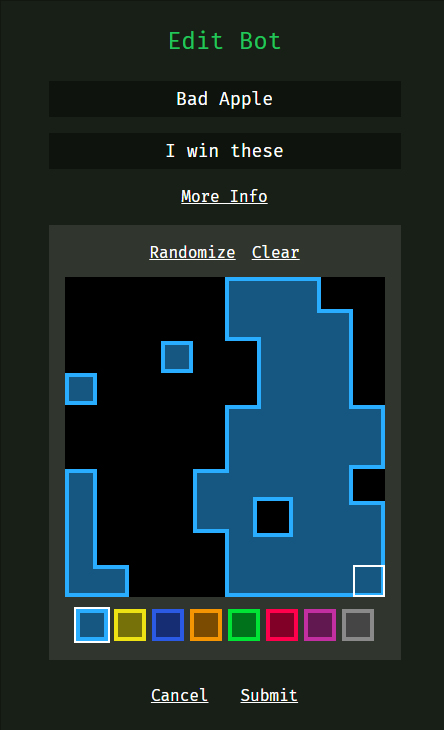 Edit Bot
Bad Apple
I win these
More Info
Randomize Clear
Cancel Submit